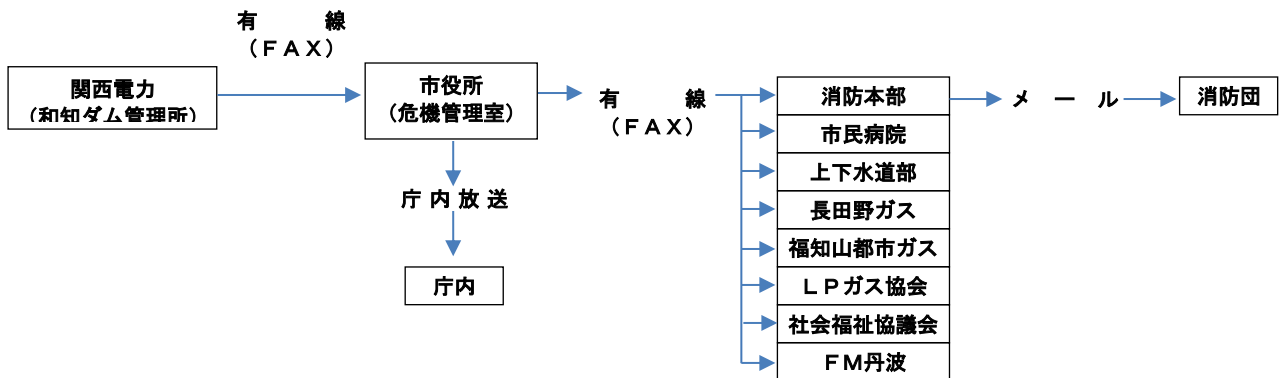 有　　線
（ＦＡＸ）
関西電力
（和知ダム管理所）
市役所
（危機管理室）
有　　線
（ＦＡＸ）
消防本部
メ　ー　ル
消防団
市民病院
上下水道部
長田野ガス
福知山都市ガス
ＬＰガス協会
社会福祉協議会
ＦＭ丹波
庁 内 放 送
庁内